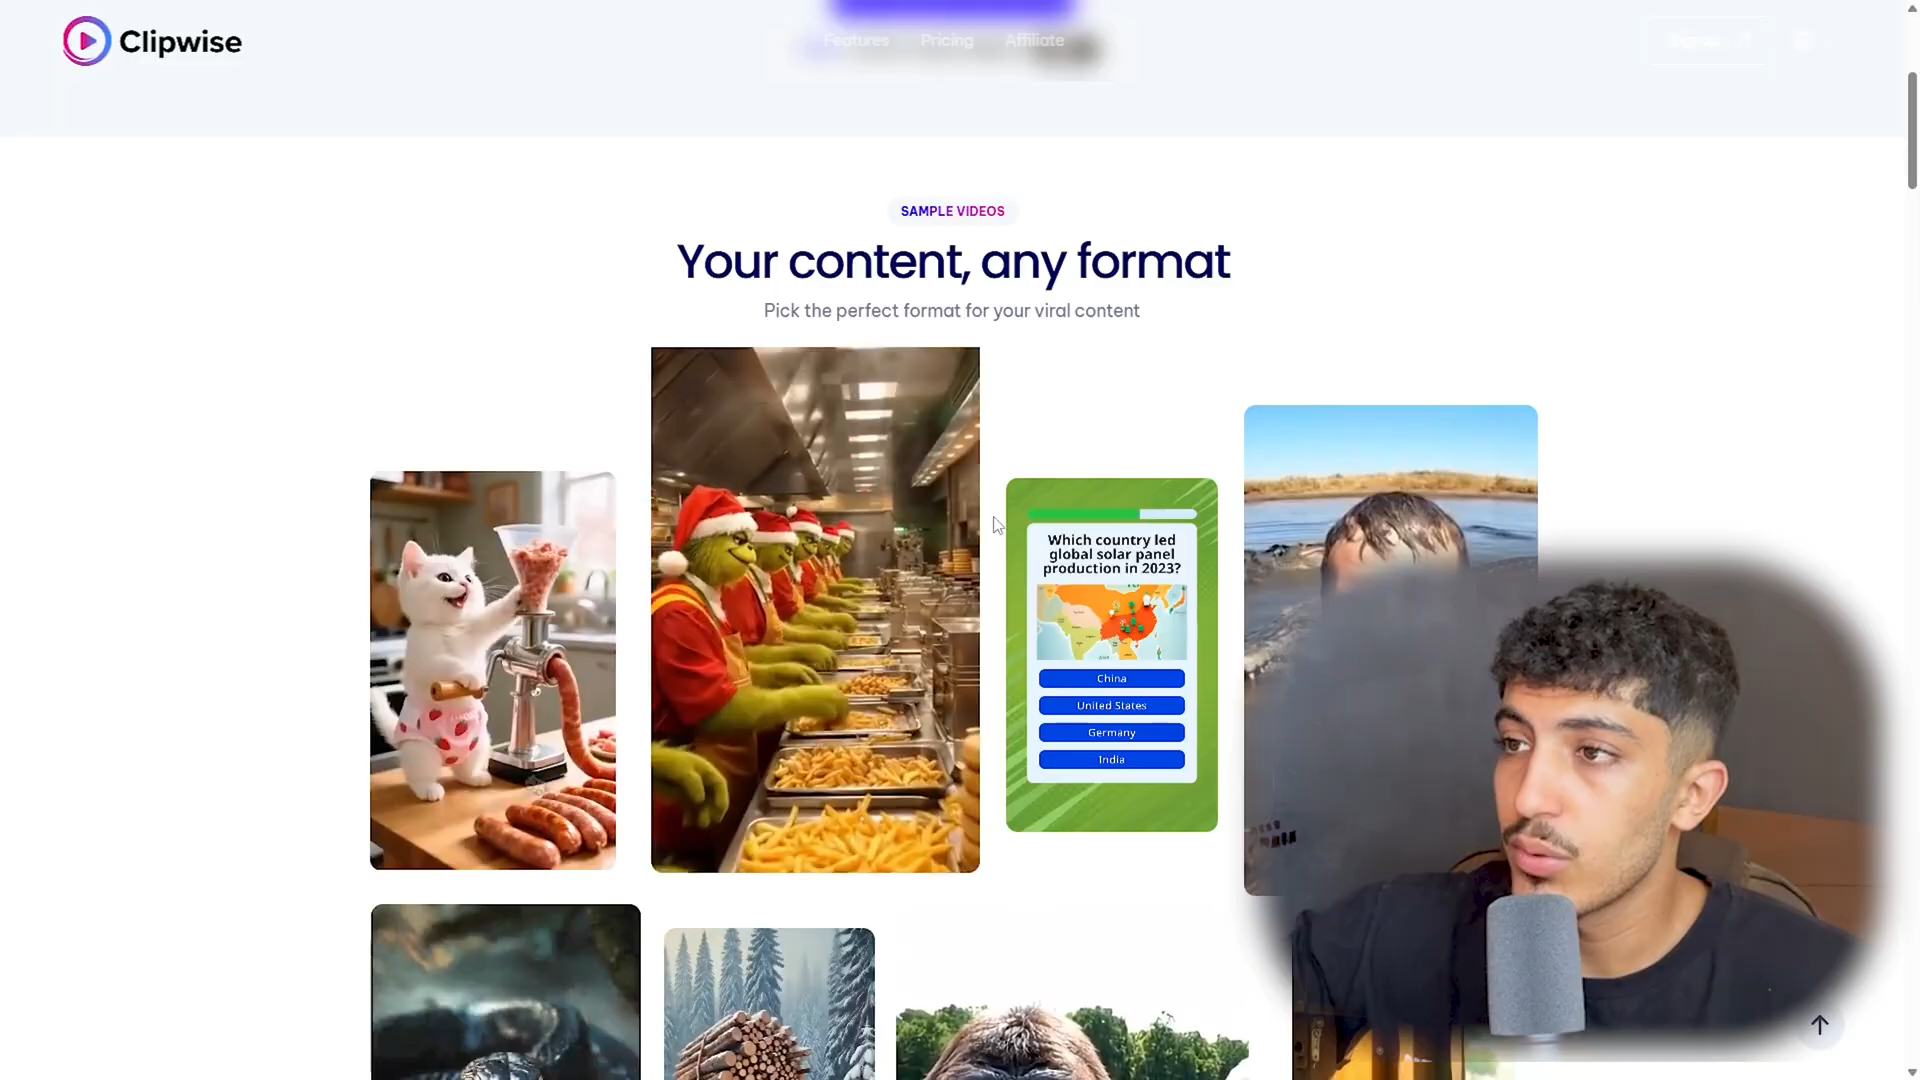 Clipwise
Features Pricing Affiliate
SAMPLE VIDEOS
Your content, any format
Pick the perfect format for your viral content
Which country led
global solar panel
production in 2023?
China
United States
Germany
India